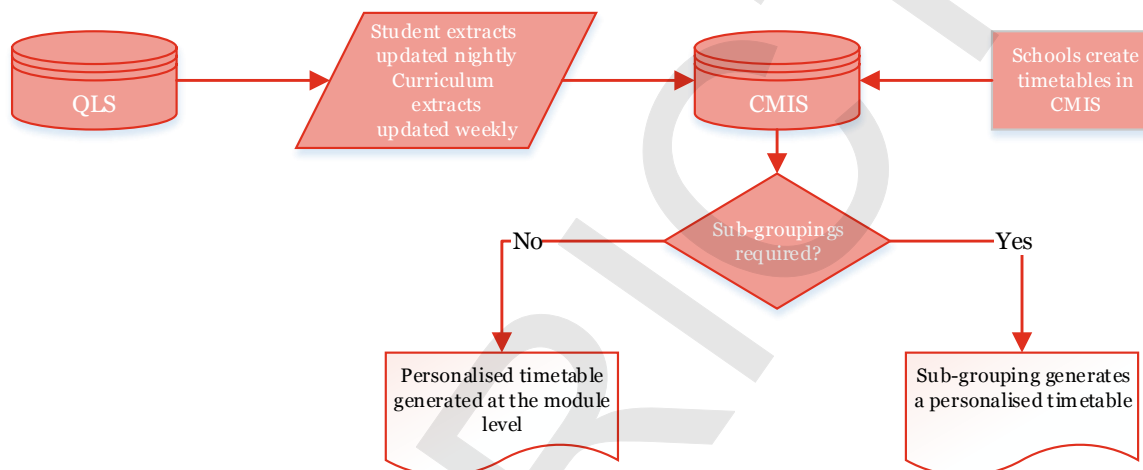 Student extracts
updated nightly
Curriculum
extracts
updated weekly
QLS
CMIS
Schools create
timetables in
CMIS
Sub-groupings
required?
No
Yes
Personalised timetable
generated at the module
level
Sub-grouping generates
a personalised timetable